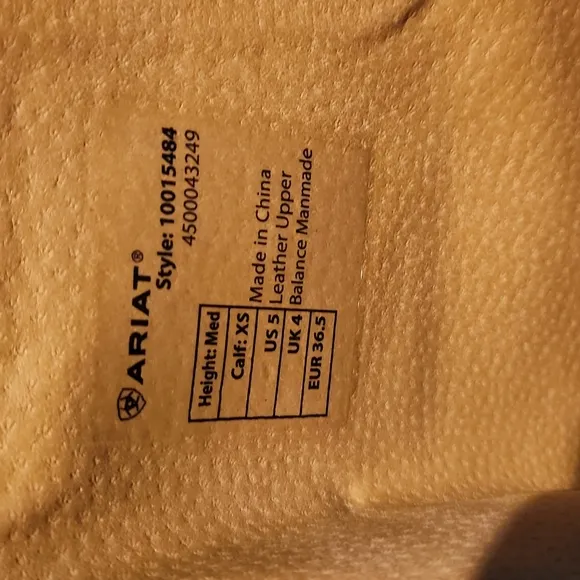 ARIAT®
Style: 10015484
4500043249
Height: Med
Calf: XS
US 5
UK 4
EUR 36.5
Made in China
Leather Upper
Balance Manmade